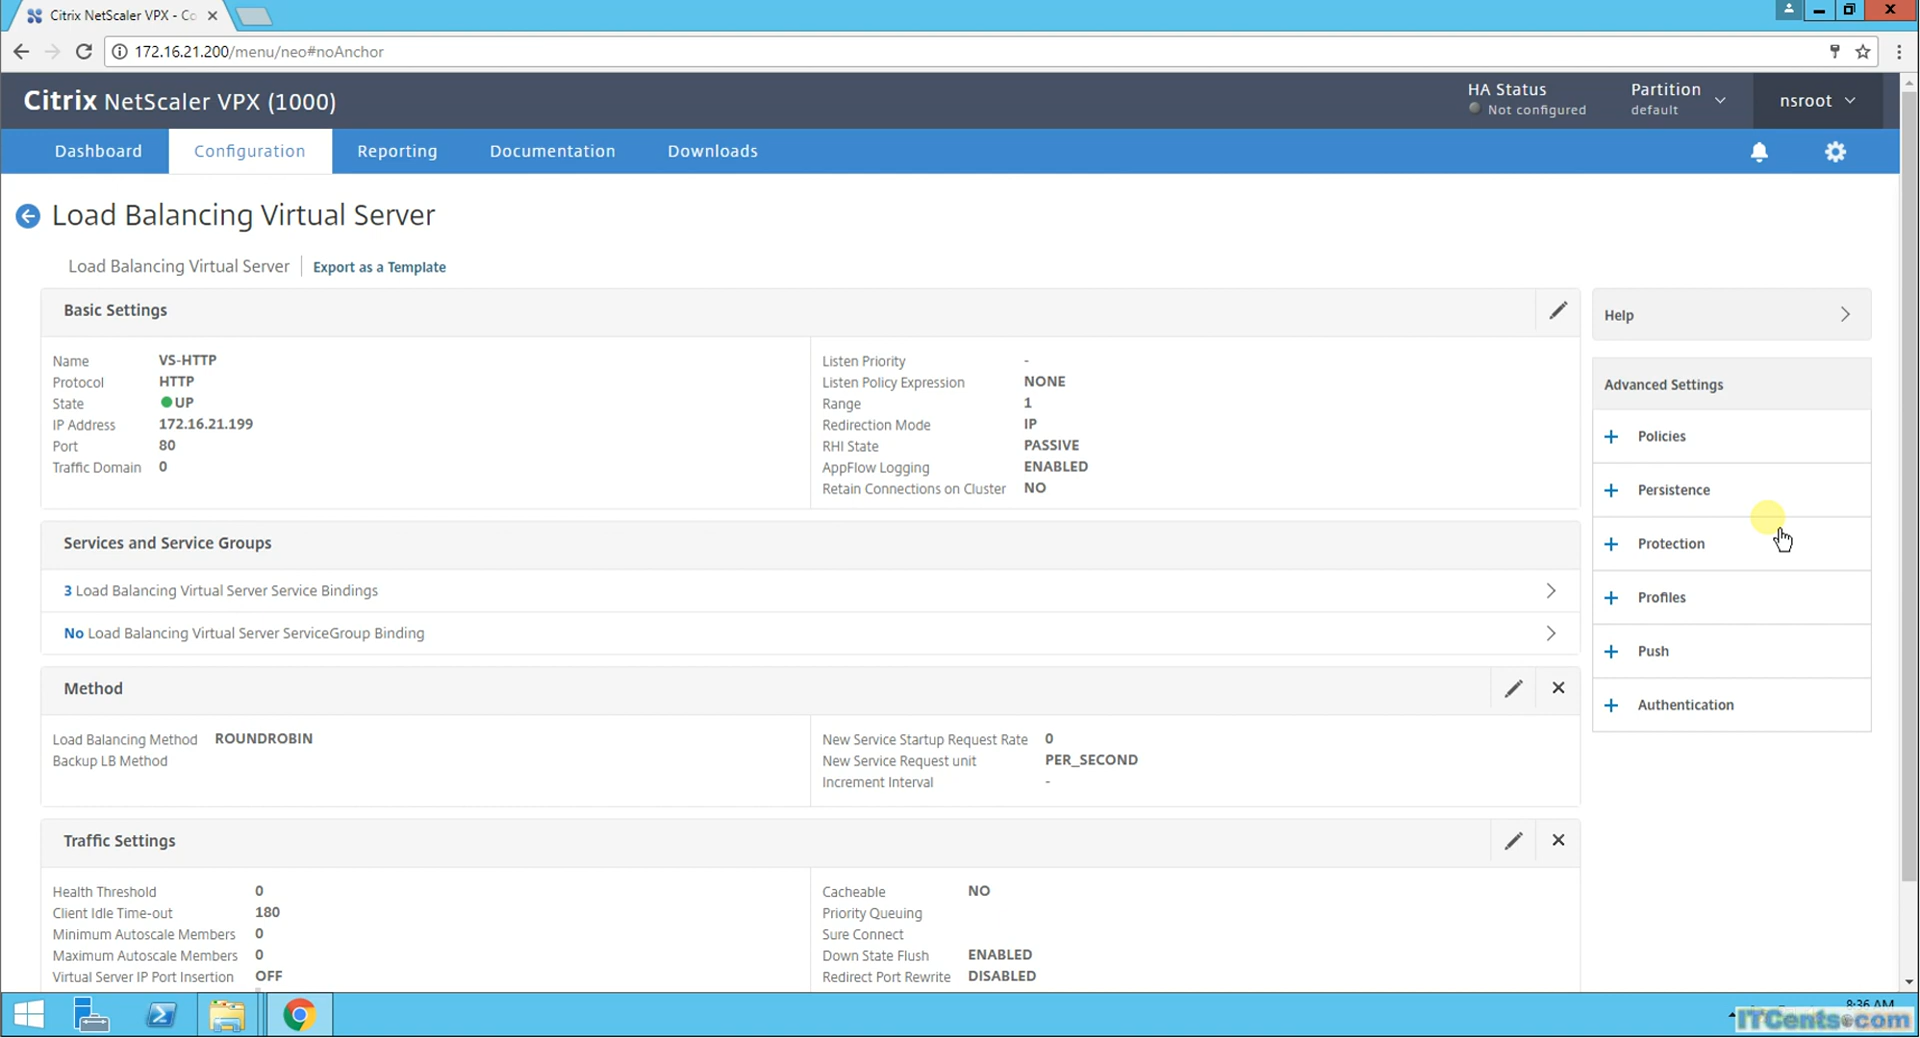 Citrix NetScaler VPX - Co
172.16.21.200/menu/neo#noAnchor
Citrix NetScaler VPX (1000)
HA Status
Not configured
Partition
default
nsroot
Dashboard
Configuration
Reporting
Documentation
Downloads
Load Balancing Virtual Server
Load Balancing Virtual Server
Export as a Template
Basic Settings
Name VS-HTTP
Protocol HTTP
State UP
IP Address 172.16.21.199
Port 80
Traffic Domain 0
Listen Priority -
Listen Policy Expression NONE
Range 1
Redirection Mode IP
RHI State PASSIVE
AppFlow Logging ENABLED
Retain Connections on Cluster NO
Services and Service Groups
3 Load Balancing Virtual Server Service Bindings
No Load Balancing Virtual Server ServiceGroup Binding
Method
Load Balancing Method ROUNDROBIN
Backup LB Method
New Service Startup Request Rate 0
New Service Request unit PER_SECOND
Increment Interval -
Traffic Settings
Health Threshold 0
Client Idle Time-out 180
Minimum Autoscale Members 0
Maximum Autoscale Members 0
Virtual Server IP Port Insertion OFF
Cacheable NO
Priority Queuing
Sure Connect
Down State Flush ENABLED
Redirect Port Rewrite DISABLED
Help
Advanced Settings
+ Policies
+ Persistence
+ Protection
+ Profiles
+ Push
+ Authentication
8:36 AM
ITCents.com